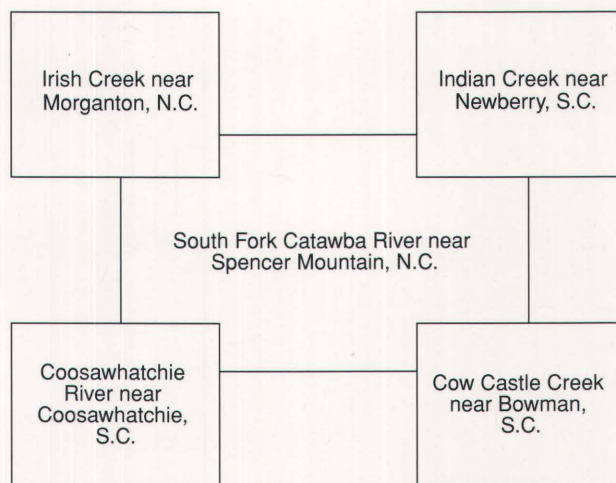 Irish Creek near
Morganton, N.C.
Indian Creek near
Newberry, S.C.
South Fork Catawba River near
Spencer Mountain, N.C.
Coosawhatchie
River near
Coosawhatchie,
S.C.
Cow Castle Creek
near Bowman,
S.C.